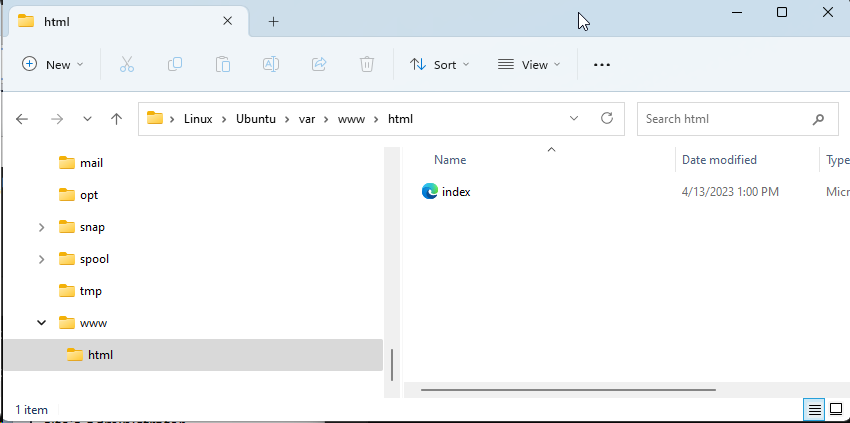 html
New
Sort
View
Linux Ubuntu var www html
Search html
mail
opt
snap
spool
tmp
www
html
Name Date modified Type
index 4/13/2023 1:00 PM Micr
1 item